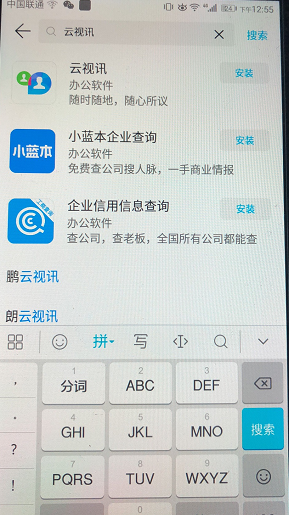 中国联通 4G 下午12:55
云视讯 搜索
云视讯
办公软件
随时随地，随心所议
安装
小蓝本
小蓝本企业查询
办公软件
免费查公司搜人脉，一手商业情报
安装
企业信用信息查询
办公软件
查公司，查老板，全国所有公司都能查
安装
鹏云视讯
朗云视讯
拼 写
， 1 分词 2 ABC 3 DEF
。 4 GHI 5 JKL 6 MNO 搜索
？ 7 PQRS 8 TUV 9 WXYZ
！ 0